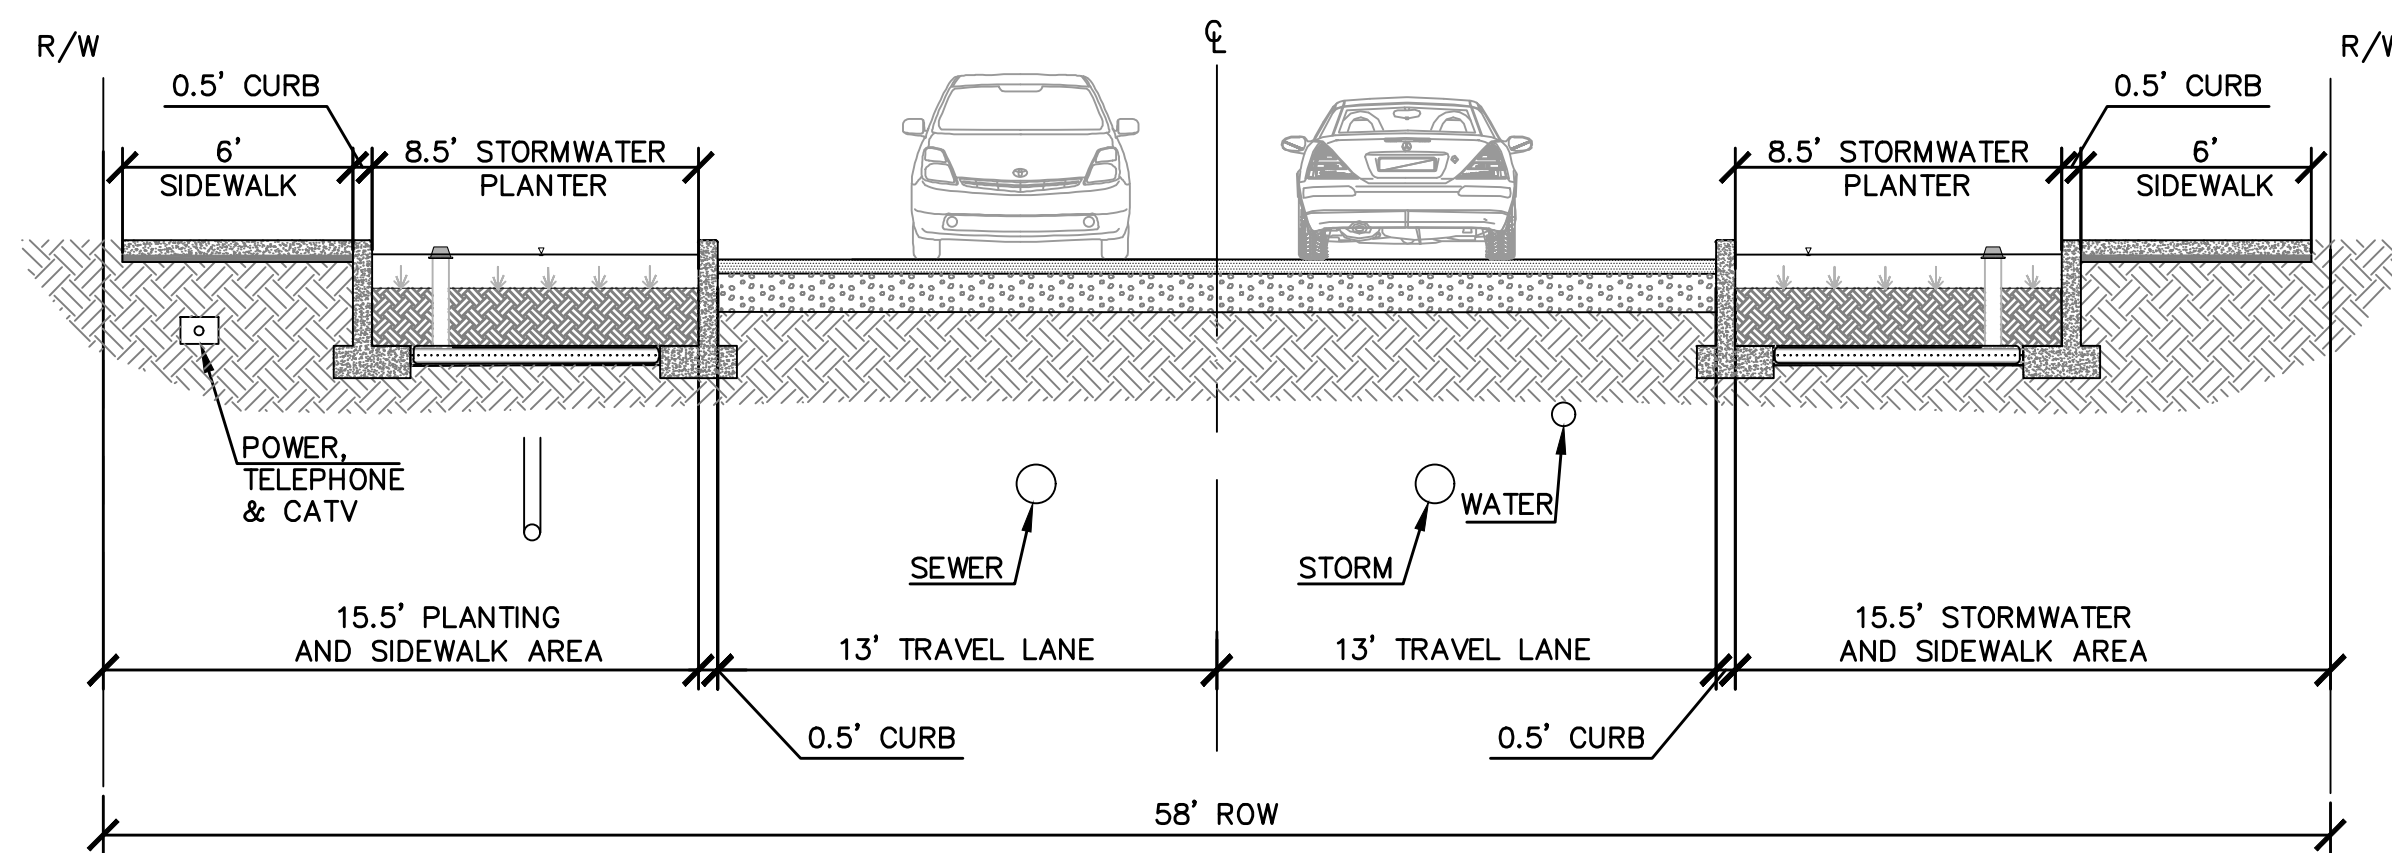 R/W
℄
R/W
0.5' CURB
0.5' CURB
6'
SIDEWALK
8.5' STORMWATER
PLANTER
8.5' STORMWATER
PLANTER
6'
SIDEWALK
POWER,
TELEPHONE
& CATV
SEWER
STORM
WATER
15.5' PLANTING
AND SIDEWALK AREA
13' TRAVEL LANE
13' TRAVEL LANE
15.5' STORMWATER
AND SIDEWALK AREA
0.5' CURB
0.5' CURB
58' ROW